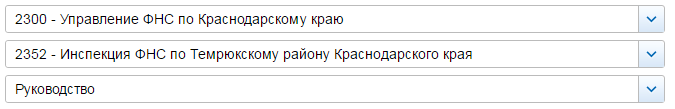 2300 - Управление ФНС по Краснодарскому краю
2352 - Инспекция ФНС по Темрюкскому району Краснодарского края
Руководство